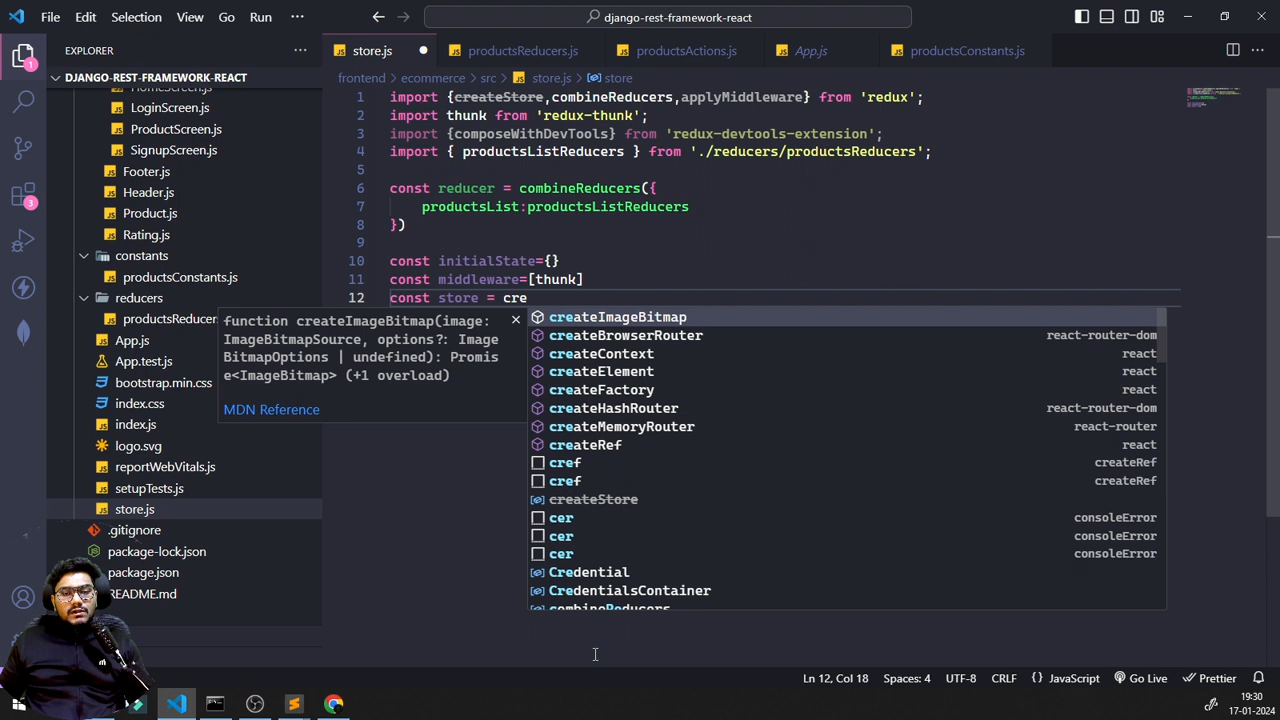 File Edit Selection View Go Run ···
django-rest-framework-react
EXPLORER
DJANGO-REST-FRAMEWORK-REACT
HomeScreen.js
LoginScreen.js
ProductScreen.js
SignupScreen.js
Footer.js
Header.js
Product.js
Rating.js
constants
productsConstants.js
reducers
productsReducer
App.js
App.test.js
bootstrap.min.css
index.css
index.js
logo.svg
reportWebVitals.js
setupTests.js
store.js
.gitignore
package-lock.json
package.json
README.md
1
3
store.js productsReducers.js productsActions.js App.js productsConstants.js
frontend > ecommerce > src > store.js > store
1 import {createStore,combineReducers,applyMiddleware} from 'redux';
2 import thunk from 'redux-thunk';
3 import {composeWithDevTools} from 'redux-devtools-extension';
4 import { productsListReducers } from './reducers/productsReducers';
5
6 const reducer = combineReducers({
7 productsList:productsListReducers
8 })
9
10 const initialState={}
11 const middleware=[thunk]
12 const store = cre
function createImageBitmap(image:
ImageBitmapSource, options?: Image
BitmapOptions | undefined): Promis
e<ImageBitmap> (+1 overload)
MDN Reference
createImageBitmap
createBrowserRouter react-router-dom
createContext react
createElement react
createFactory react
createHashRouter react-router-dom
createMemoryRouter react-router
createRef react
cref createRef
cref createRef
createStore
cer consoleError
cer consoleError
cer consoleError
Credential
CredentialsContainer
combineReducers
Ln 12, Col 18 Spaces: 4 UTF-8 CRLF {} JavaScript Go Live Prettier
19:30
17-01-2024